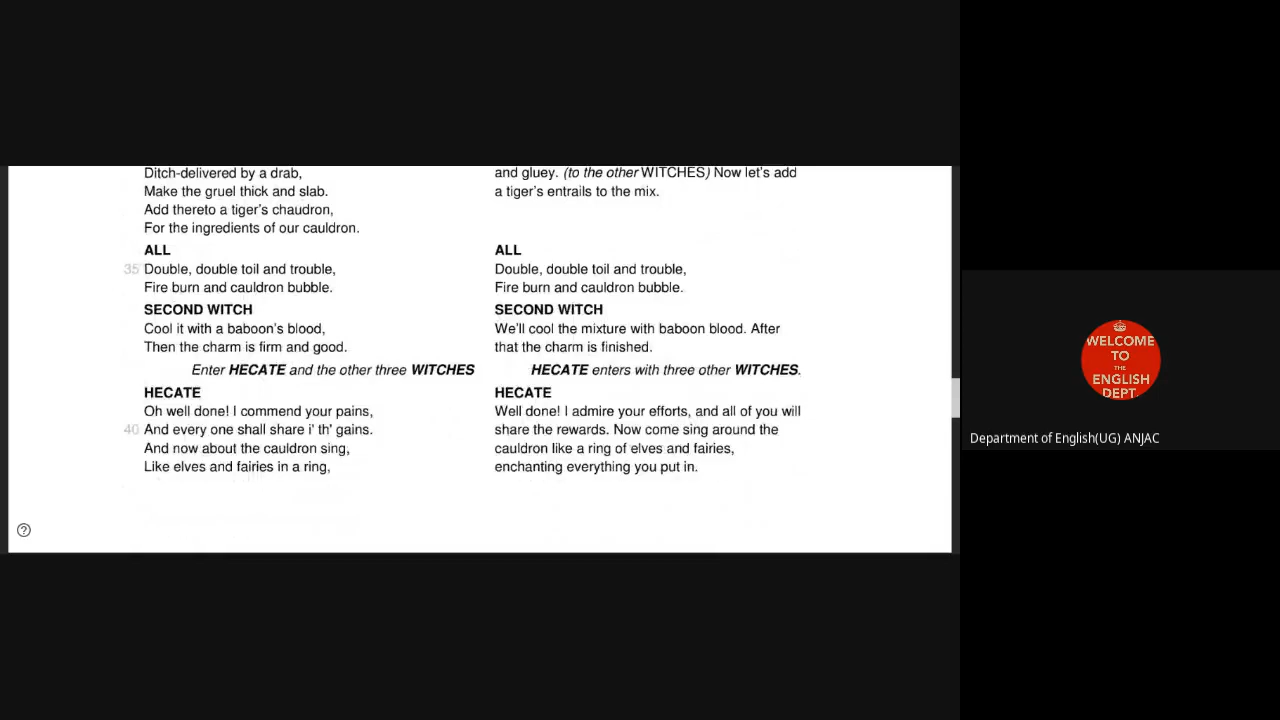 Ditch-delivered by a drab,
Make the gruel thick and slab.
Add thereto a tiger's chaudron,
For the ingredients of our cauldron.
ALL
35 Double, double toil and trouble,
Fire burn and cauldron bubble.
SECOND WITCH
Cool it with a baboon's blood,
Then the charm is firm and good.
Enter HECATE and the other three WITCHES
HECATE
Oh well done! I commend your pains,
40 And every one shall share i' th' gains.
And now about the cauldron sing,
Like elves and fairies in a ring,
and gluey. (to the other WITCHES) Now let's add
a tiger's entrails to the mix.
ALL
Double, double toil and trouble,
Fire burn and cauldron bubble.
SECOND WITCH
We'll cool the mixture with baboon blood. After
that the charm is finished.
HECATE enters with three other WITCHES.
HECATE
Well done! I admire your efforts, and all of you will
share the rewards. Now come sing around the
cauldron like a ring of elves and fairies,
enchanting everything you put in.
?
WELCOME
TO
THE
ENGLISH
DEPT.
Department of English(UG) ANJAC